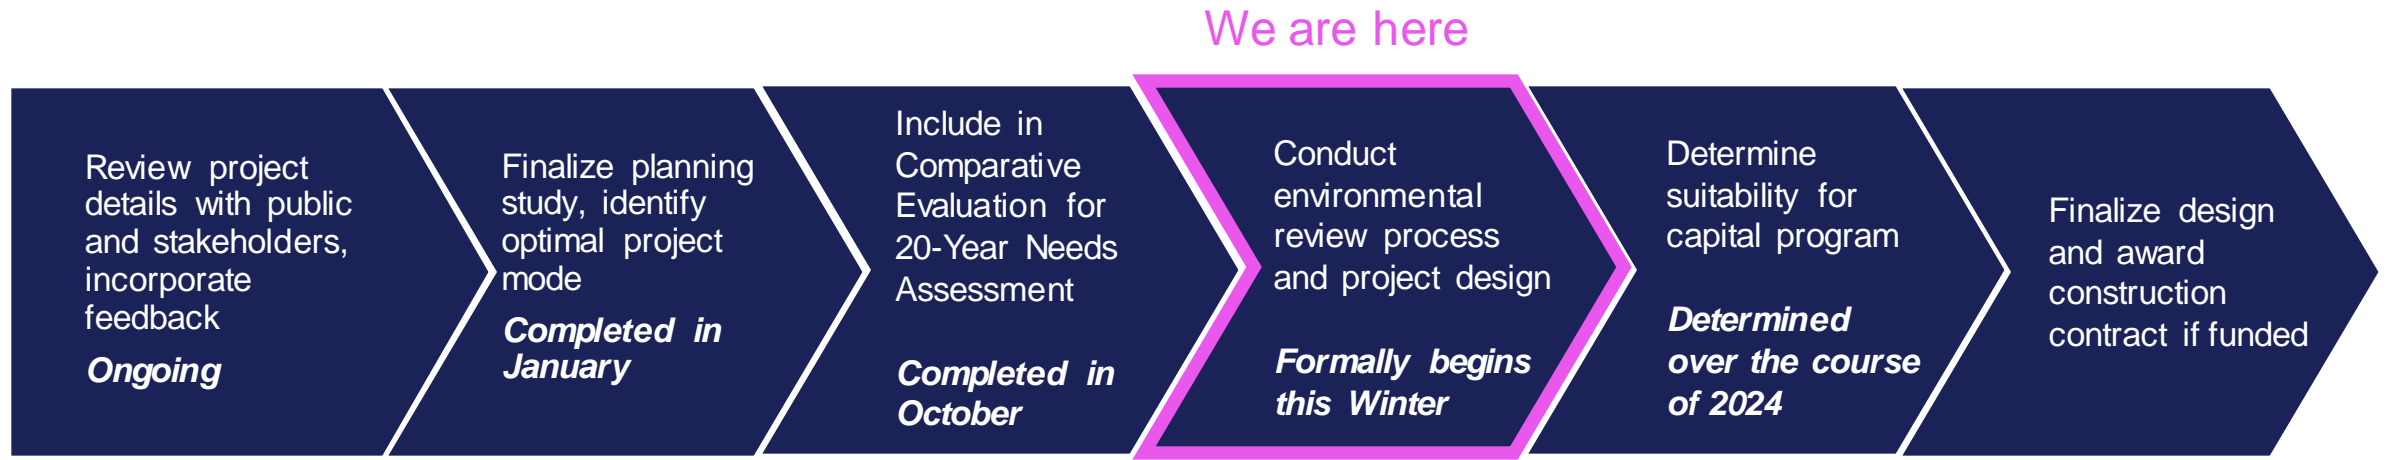 We are here
Review project
details with public
and stakeholders,
incorporate
feedback
Ongoing
Finalize planning
study, identify
optimal project
mode
Completed in
January
Include in
Comparative
Evaluation for
20-Year Needs
Assessment
Completed in
October
Conduct
environmental
review process
and project design
Formally begins
this Winter
Determine
suitability for
capital program
Determined
over the course
of 2024
Finalize design
and award
construction
contract if funded